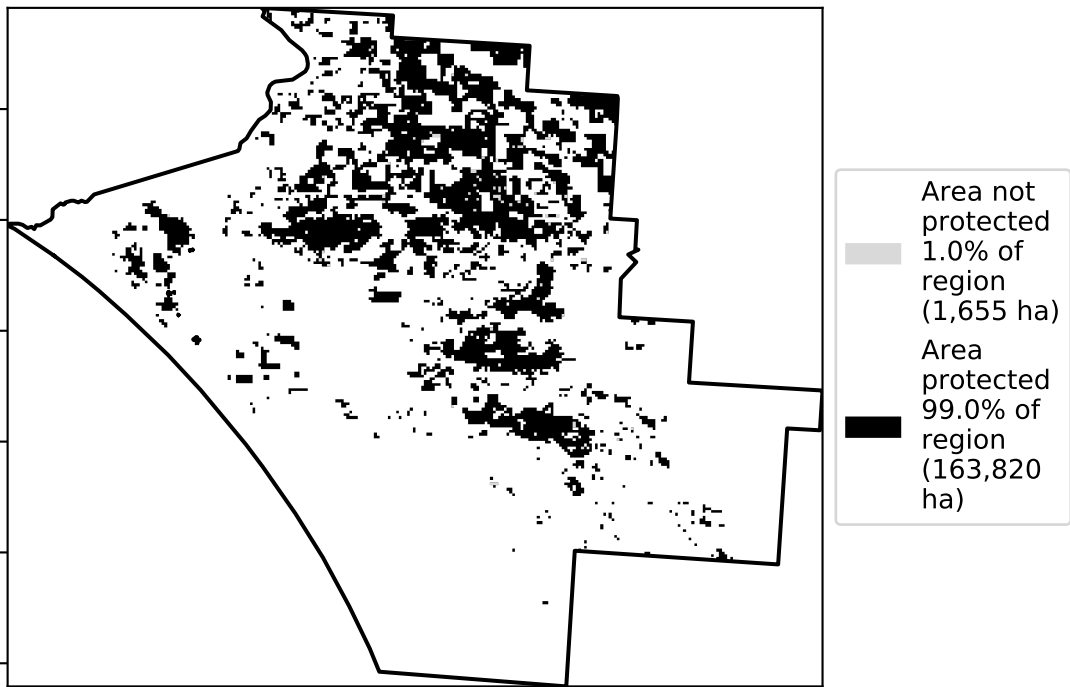 Area not
protected
1.0% of
region
(1,655 ha)
Area
protected
99.0% of
region
(163,820
ha)